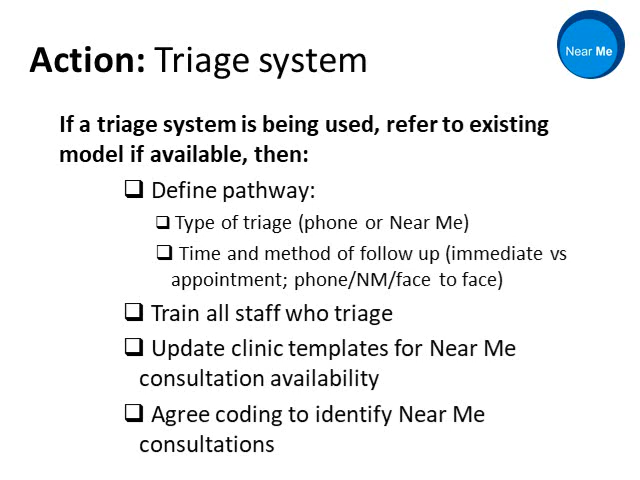 Action: Triage system
Near Me
If a triage system is being used, refer to existing
model if available, then:
Define pathway:
Type of triage (phone or Near Me)
Time and method of follow up (immediate vs
appointment; phone/NM/face to face)
Train all staff who triage
Update clinic templates for Near Me
consultation availability
Agree coding to identify Near Me
consultations